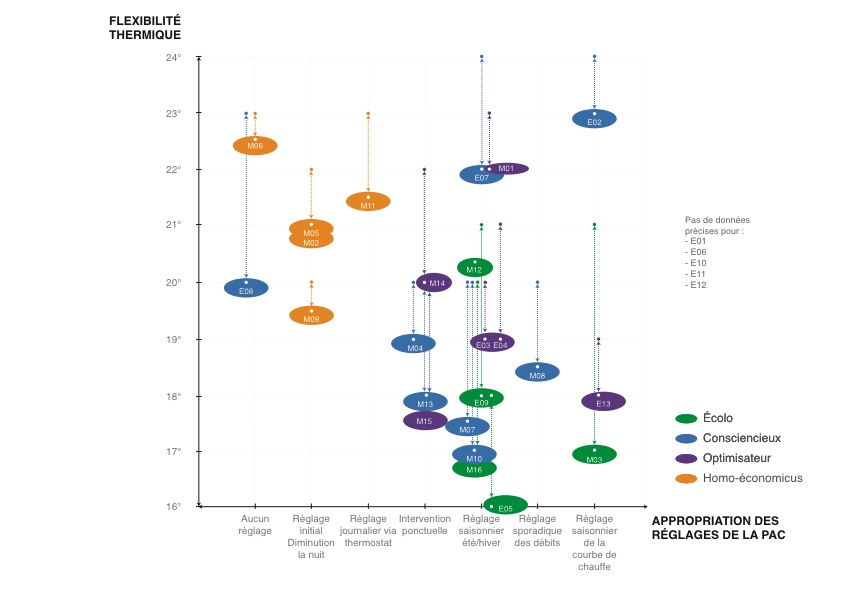 FLEXIBILITÉ
THERMIQUE
24°
23°
22°
21°
20°
19°
18°
17°
16°
M06
E02
E07
M01
M11
M05
M02
M12
E08
M14
M09
M04
E03
E04
M08
M13
E09
E13
M15
M07
M10
M16
M03
E05
Pas de données
précises pour :
- E01
- E06
- E10
- E11
- E12
Écolo
Consciencieux
Optimisateur
Homo-économicus
Aucun
réglage
Réglage
initial
Diminution
la nuit
Réglage
journalier via
thermostat
Intervention
ponctuelle
Réglage
saisonnier
été/hiver
Réglage
sporadique
des débits
Réglage
saisonnier
de la
courbe de
chauffe
APPROPRIATION DES
RÉGLAGES DE LA PAC